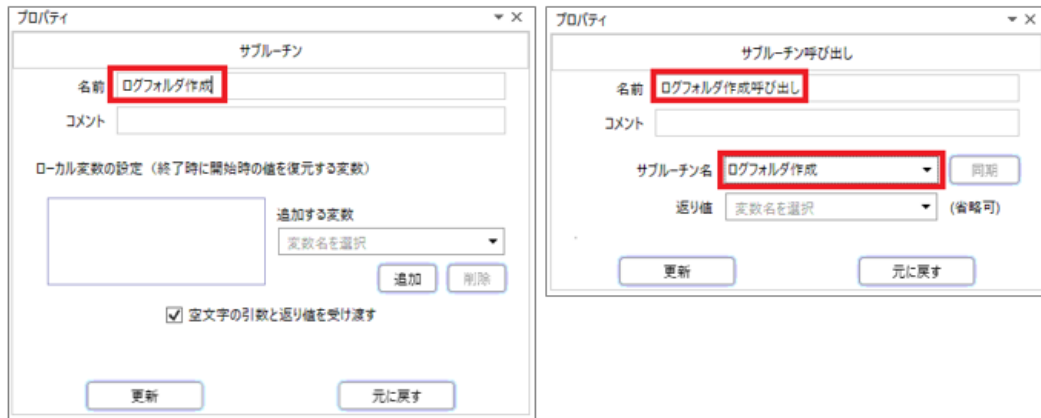 プロパティ
サブルーチン
名前 ログフォルダ作成
コメント
ローカル変数の設定（終了時に開始時の値を復元する変数）
追加する変数
変数名を選択
追加 削除
空文字の引数と返り値を受け渡す
更新 元に戻す
プロパティ
サブルーチン呼び出し
名前 ログフォルダ作成呼び出し
コメント
サブルーチン名 ログフォルダ作成 同期
返り値 変数名を選択 (省略可)
更新 元に戻す